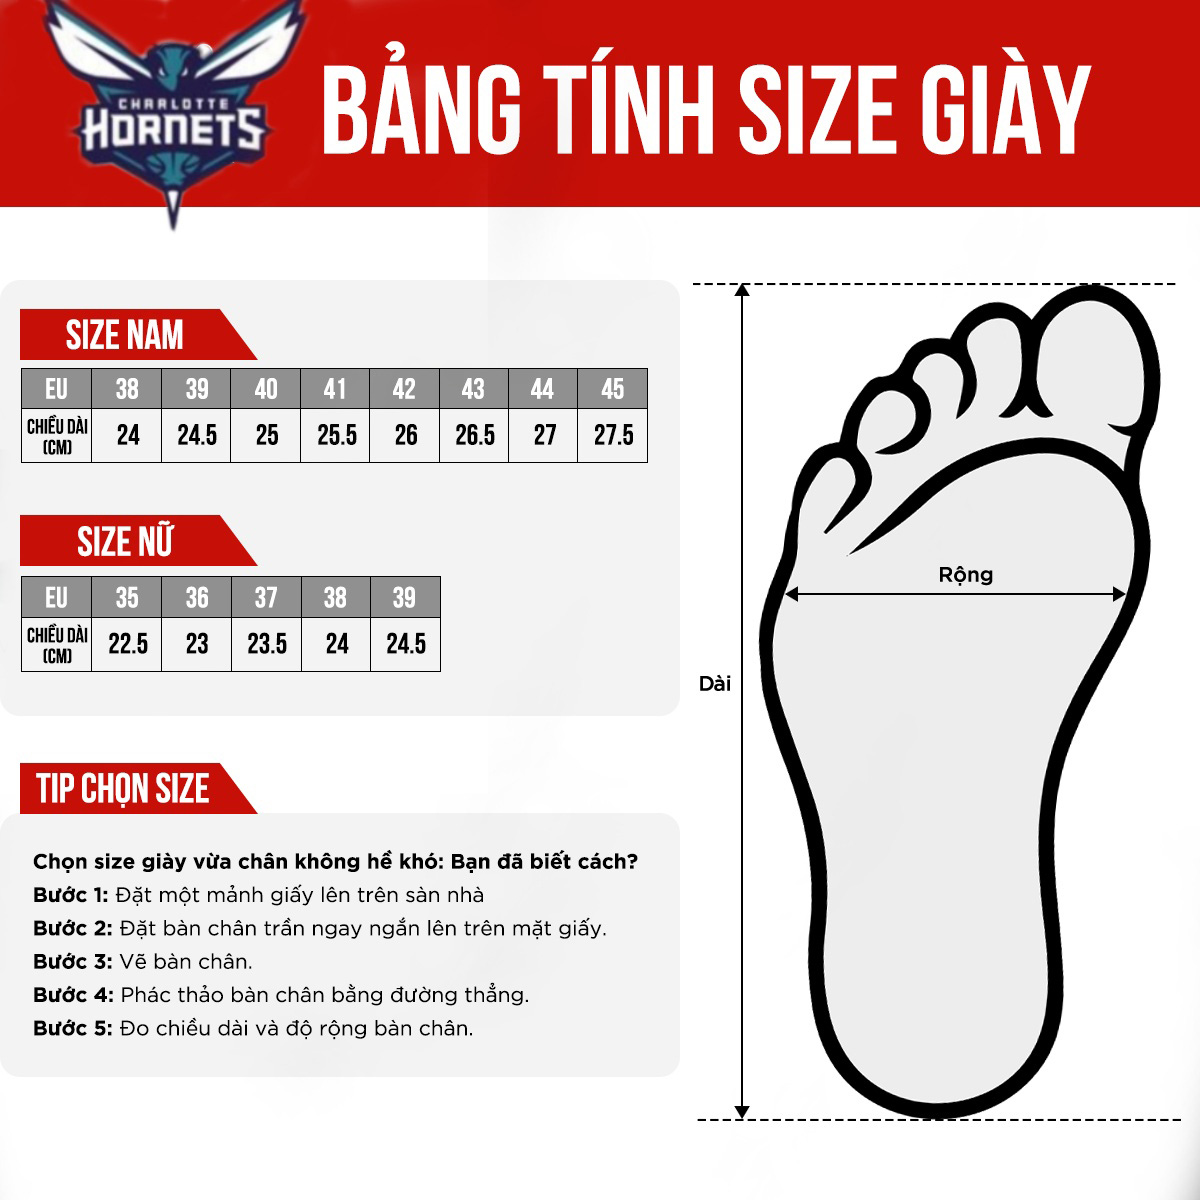 CHARLOTTE
HORNETS
BẢNG TÍNH SIZE GIÀY
SIZE NAM
EU 38 39 40 41 42 43 44 45
CHIỀU DÀI (CM) 24 24.5 25 25.5 26 26.5 27 27.5
SIZE NỮ
EU 35 36 37 38 39
CHIỀU DÀI (CM) 22.5 23 23.5 24 24.5
TIP CHỌN SIZE
Chọn size giày vừa chân không hề khó: Bạn đã biết cách?
Bước 1: Đặt một mảnh giấy lên trên sàn nhà
Bước 2: Đặt bàn chân trần ngay ngắn lên trên mặt giấy.
Bước 3: Vẽ bàn chân.
Bước 4: Phác thảo bàn chân bằng đường thẳng.
Bước 5: Đo chiều dài và độ rộng bàn chân.
Rộng
Dài